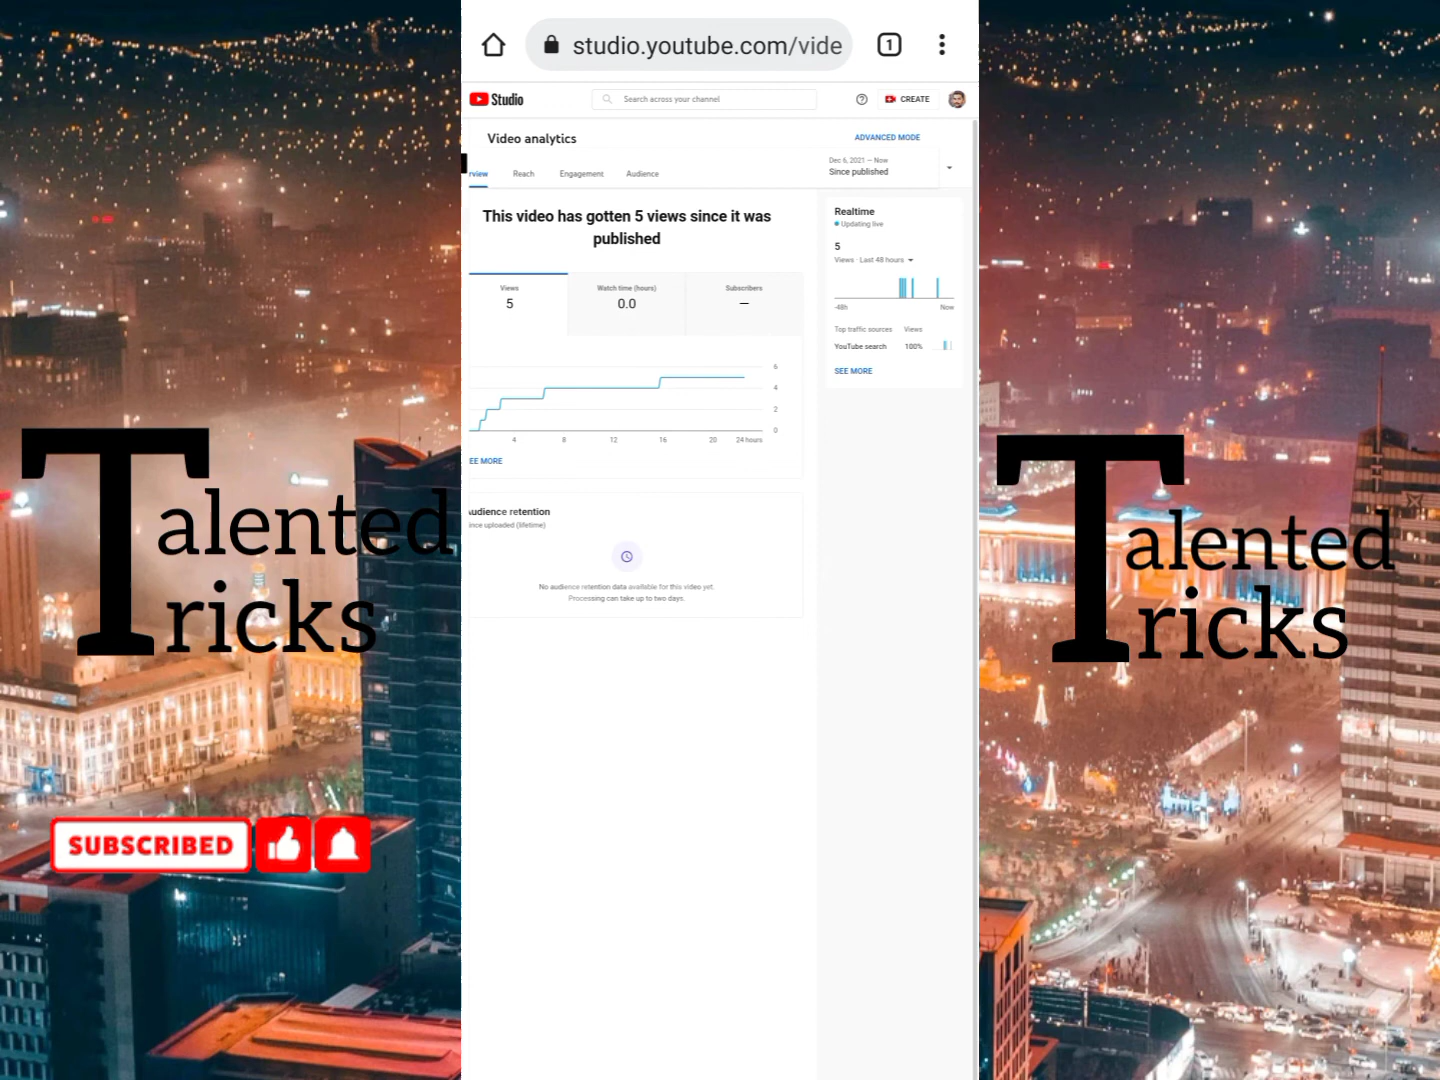 studio.youtube.com/vide
1
Studio
Search across your channel
CREATE
Video analytics
ADVANCED MODE
rview
Reach
Engagement
Audience
Dec 6, 2021 – Now
Since published
This video has gotten 5 views since it was
published
Views
5
Watch time (hours)
0.0
Subscribers
—
6
4
2
0
4
8
12
16
20
24 hours
EE MORE
Audience retention
ince uploaded (lifetime)
No audience retention data available for this video yet.
Processing can take up to two days.
Realtime
Updating live
5
Views · Last 48 hours
-48h
Now
Top traffic sources
Views
YouTube search
100%
SEE MORE
Talented
Tricks
SUBSCRIBED
Talented
Tricks